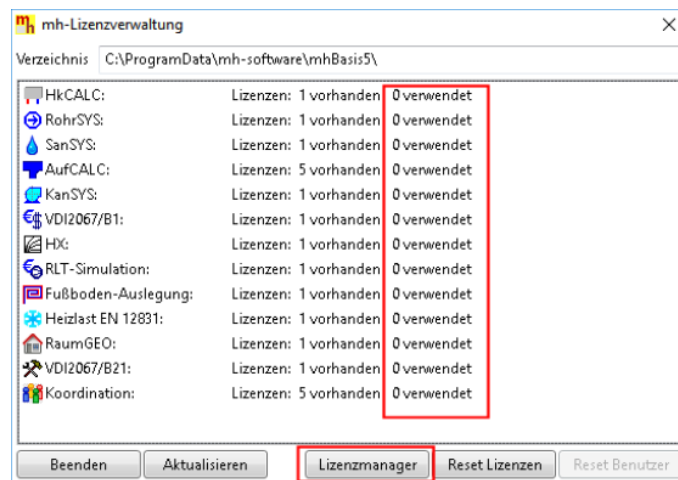 mh mh-Lizenzverwaltung
Verzeichnis C:\ProgramData\mh-software\mhBasis5\
HkCALC: Lizenzen: 1 vorhanden 0 verwendet
RohrSYS: Lizenzen: 1 vorhanden 0 verwendet
SanSYS: Lizenzen: 1 vorhanden 0 verwendet
AufCALC: Lizenzen: 5 vorhanden 0 verwendet
KanSYS: Lizenzen: 1 vorhanden 0 verwendet
€$ VDI2067/B1: Lizenzen: 1 vorhanden 0 verwendet
HX: Lizenzen: 1 vorhanden 0 verwendet
RLT-Simulation: Lizenzen: 1 vorhanden 0 verwendet
Fußboden-Auslegung: Lizenzen: 1 vorhanden 0 verwendet
Heizlast EN 12831: Lizenzen: 1 vorhanden 0 verwendet
RaumGEO: Lizenzen: 1 vorhanden 0 verwendet
VDI2067/B21: Lizenzen: 1 vorhanden 0 verwendet
Koordination: Lizenzen: 5 vorhanden 0 verwendet
Beenden Aktualisieren Lizenzmanager Reset Lizenzen Reset Benutzer